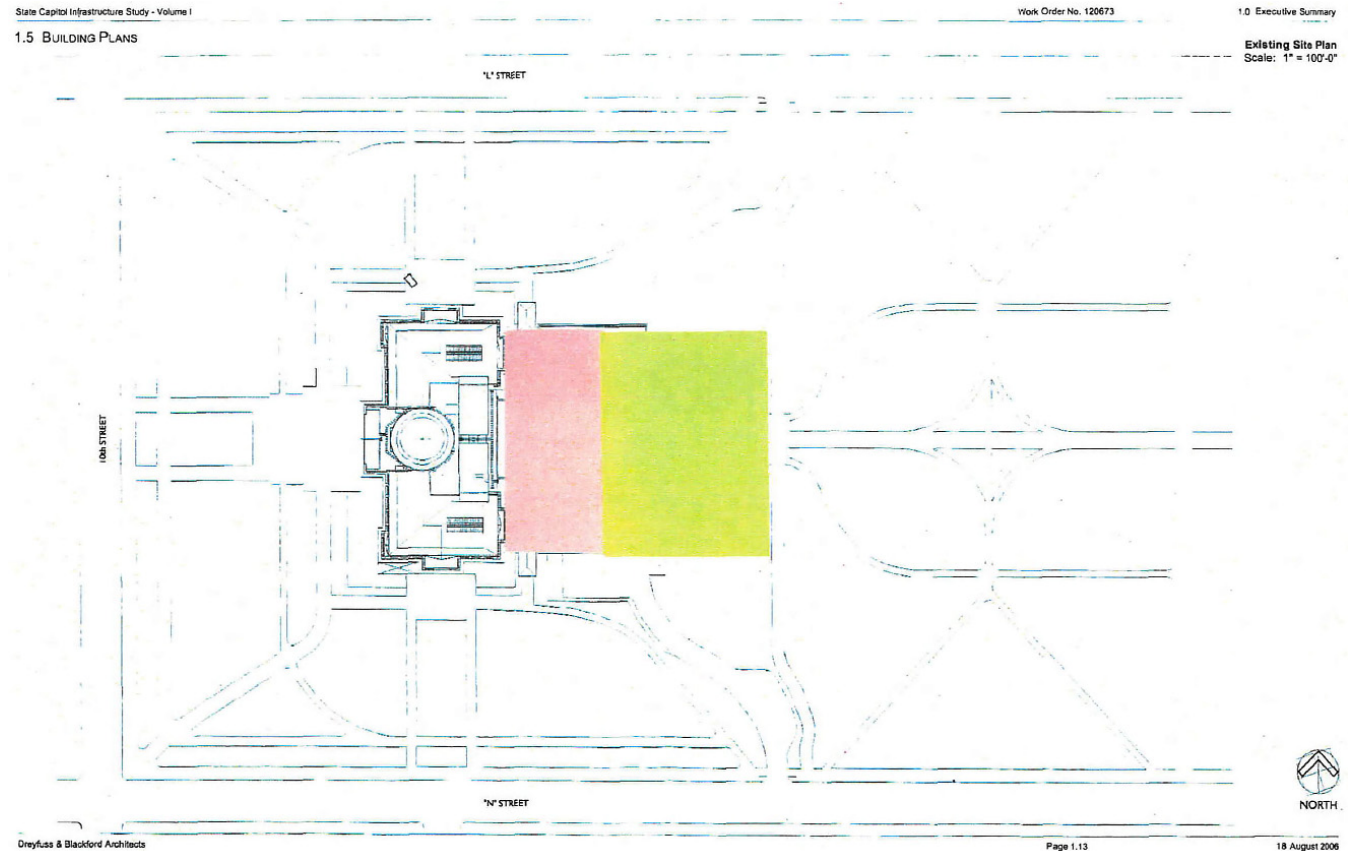 State Capitol Infrastructure Study - Volume I
Work Order No. 120673
1.0 Executive Summary
1.5 BUILDING PLANS
Existing Site Plan
Scale: 1" = 100'-0"
"L" STREET
10th STREET
"N" STREET
NORTH
Dreyfuss & Blackford Architects
Page 1.13
18 August 2006